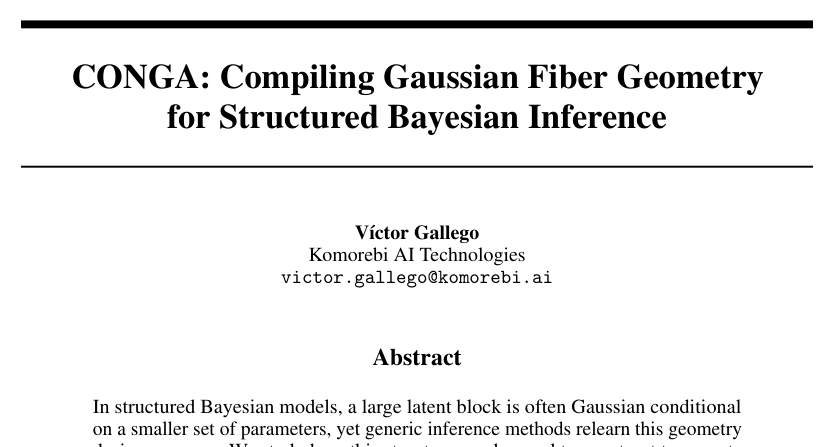 CONGA: Compiling Gaussian Fiber Geometry
for Structured Bayesian Inference
Víctor Gallego
Komorebi AI Technologies
victor.gallego@komorebi.ai
Abstract
In structured Bayesian models, a large latent block is often Gaussian conditional
on a smaller set of parameters, yet generic inference methods relearn this geometry